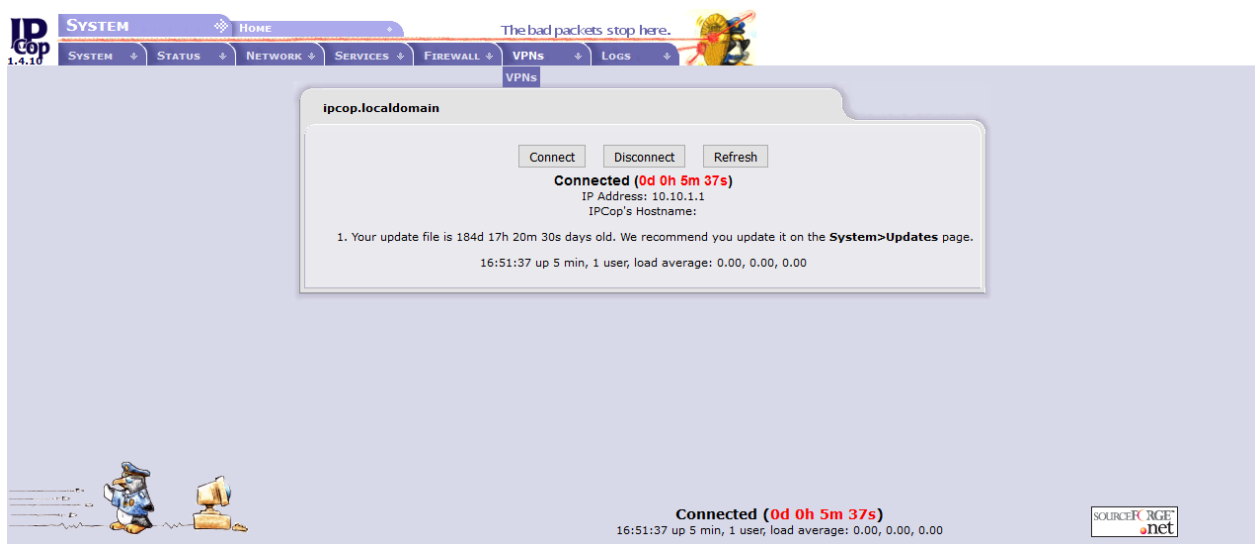 SYSTEM
HOME
The bad packets stop here.
IP
Cop
1.4.10
SYSTEM STATUS NETWORK SERVICES FIREWALL VPNS LOGS
VPNS
ipcop.localdomain
Connect Disconnect Refresh
Connected (0d 0h 5m 37s)
IP Address: 10.10.1.1
IPCop's Hostname:
1. Your update file is 184d 17h 20m 30s days old. We recommend you update it on the System>Updates page.
16:51:37 up 5 min, 1 user, load average: 0.00, 0.00, 0.00
Connected (0d 0h 5m 37s)
16:51:37 up 5 min, 1 user, load average: 0.00, 0.00, 0.00
SOURCEFORGE
.net